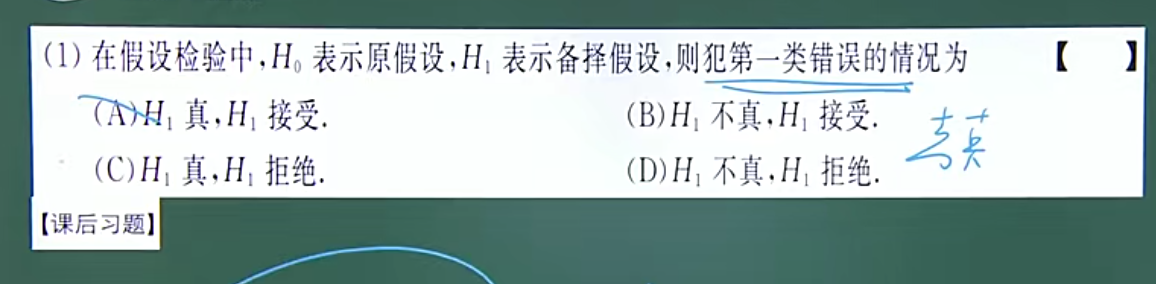 (1) 在假设检验中,H₀ 表示原假设,H₁ 表示备择假设,则犯第一类错误的情况为 【 】
(A)H₁ 真,H₁ 接受. (B)H₁ 不真,H₁ 接受.
(C)H₁ 真,H₁ 拒绝. (D)H₁ 不真,H₁ 拒绝.
【课后习题】